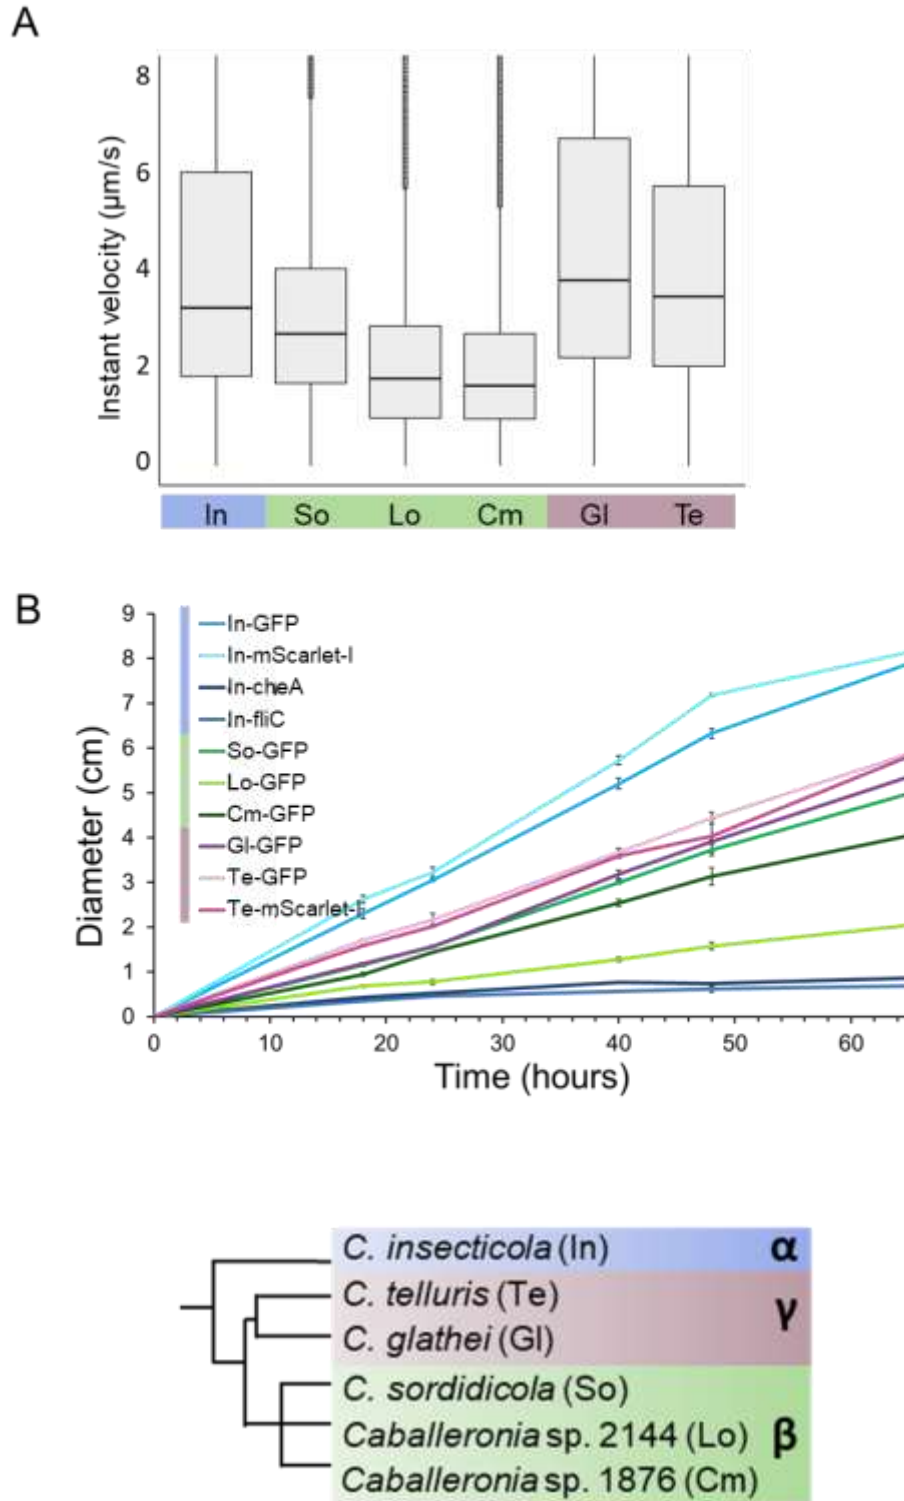 A
Instant velocity (µm/s)
8
6
4
2
0
In So Lo Cm Gl Te
B
Diameter (cm)
9
8
7
6
5
4
3
2
1
0
In-GFP
In-mScarlet-I
In-cheA
In-fliC
So-GFP
Lo-GFP
Cm-GFP
Gl-GFP
Te-GFP
Te-mScarlet-I
0 10 20 30 40 50 60
Time (hours)
C. insecticola (In) α
C. telluris (Te)
γ
C. glathei (Gl)
C. sordidicola (So)
Caballeronia sp. 2144 (Lo) β
Caballeronia sp. 1876 (Cm)